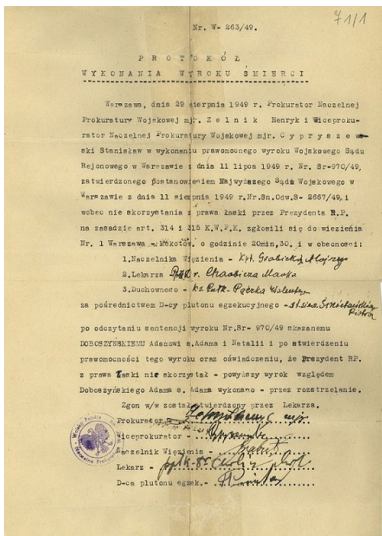 71/1
Nr. W- 263/49.
P R O T O K Ó Ł
WYKONANIA WYROKU ŚMIERCI
Warszawa, dnia 29 sierpnia 1949 r. Prokurator Naczelnej
Prokuratury Wojskowej mjr. Z e l n i k Henryk i Wiceprokurator
rator Naczelnej Prokuratury Wojskowej mjr. C y p r y s z e w-
ski Stanisław w wykonaniu prawomocnego wyroku Wojskowego Sądu
Rejonowego w Warszawie z dnia 11 lipca 1949 r. Nr. Sr-970/49,
zatwierdzonego postanowieniem Najwyższego Sądu Wojskowego w
Warszawie z dnia 11 sierpnia 1949 r.Nr.Sn.Odw.S- 2667/49,i
wobec nie skorzystania z prawa łaski przez Prezydenta R.P.
na zasadzie art. 314 i 315 K.W.P.K. zgłosili się do więzienia
Nr. 1 Warszawa - Mokotów, o godzinie 20min,30, i w obecności:
1.Naczelnika Więzienia - kpt. Grabicki Alojzy
2.Lekarza
3.Duchownego - ks. Walenty
za pośrednictwem D-cy plutonu egzekucyjnego -
Piotra
po odczytaniu sentencji wyroku Nr.Sr- 970/49 skazanemu
DOBOSZYŃSKIEMU Adamowi s.Adama i Natalii i po stwierdzeniu
prawomocności tego wyroku oraz oświadczeniu, że Prezydent RP.
z prawa łaski nie skorzystał - powyższy wyrok względem
Doboszyńskiego Adama s. Adama wykonano - przez rozstrzelanie.
Zgon w/w został stwierdzony przez Lekarza.
Prokurator
Wiceprokurator -
Naczelnik Więzienia -
Lekarz -
D-ca plutonu egzek.-